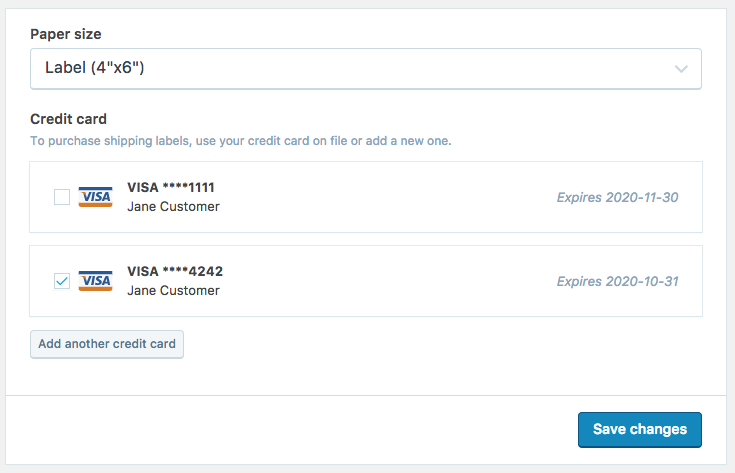 Paper size
Label (4"x6")
Credit card
To purchase shipping labels, use your credit card on file or add a new one.
VISA VISA ****1111 Expires 2020-11-30
Jane Customer
VISA VISA ****4242 Expires 2020-10-31
Jane Customer
Add another credit card
Save changes